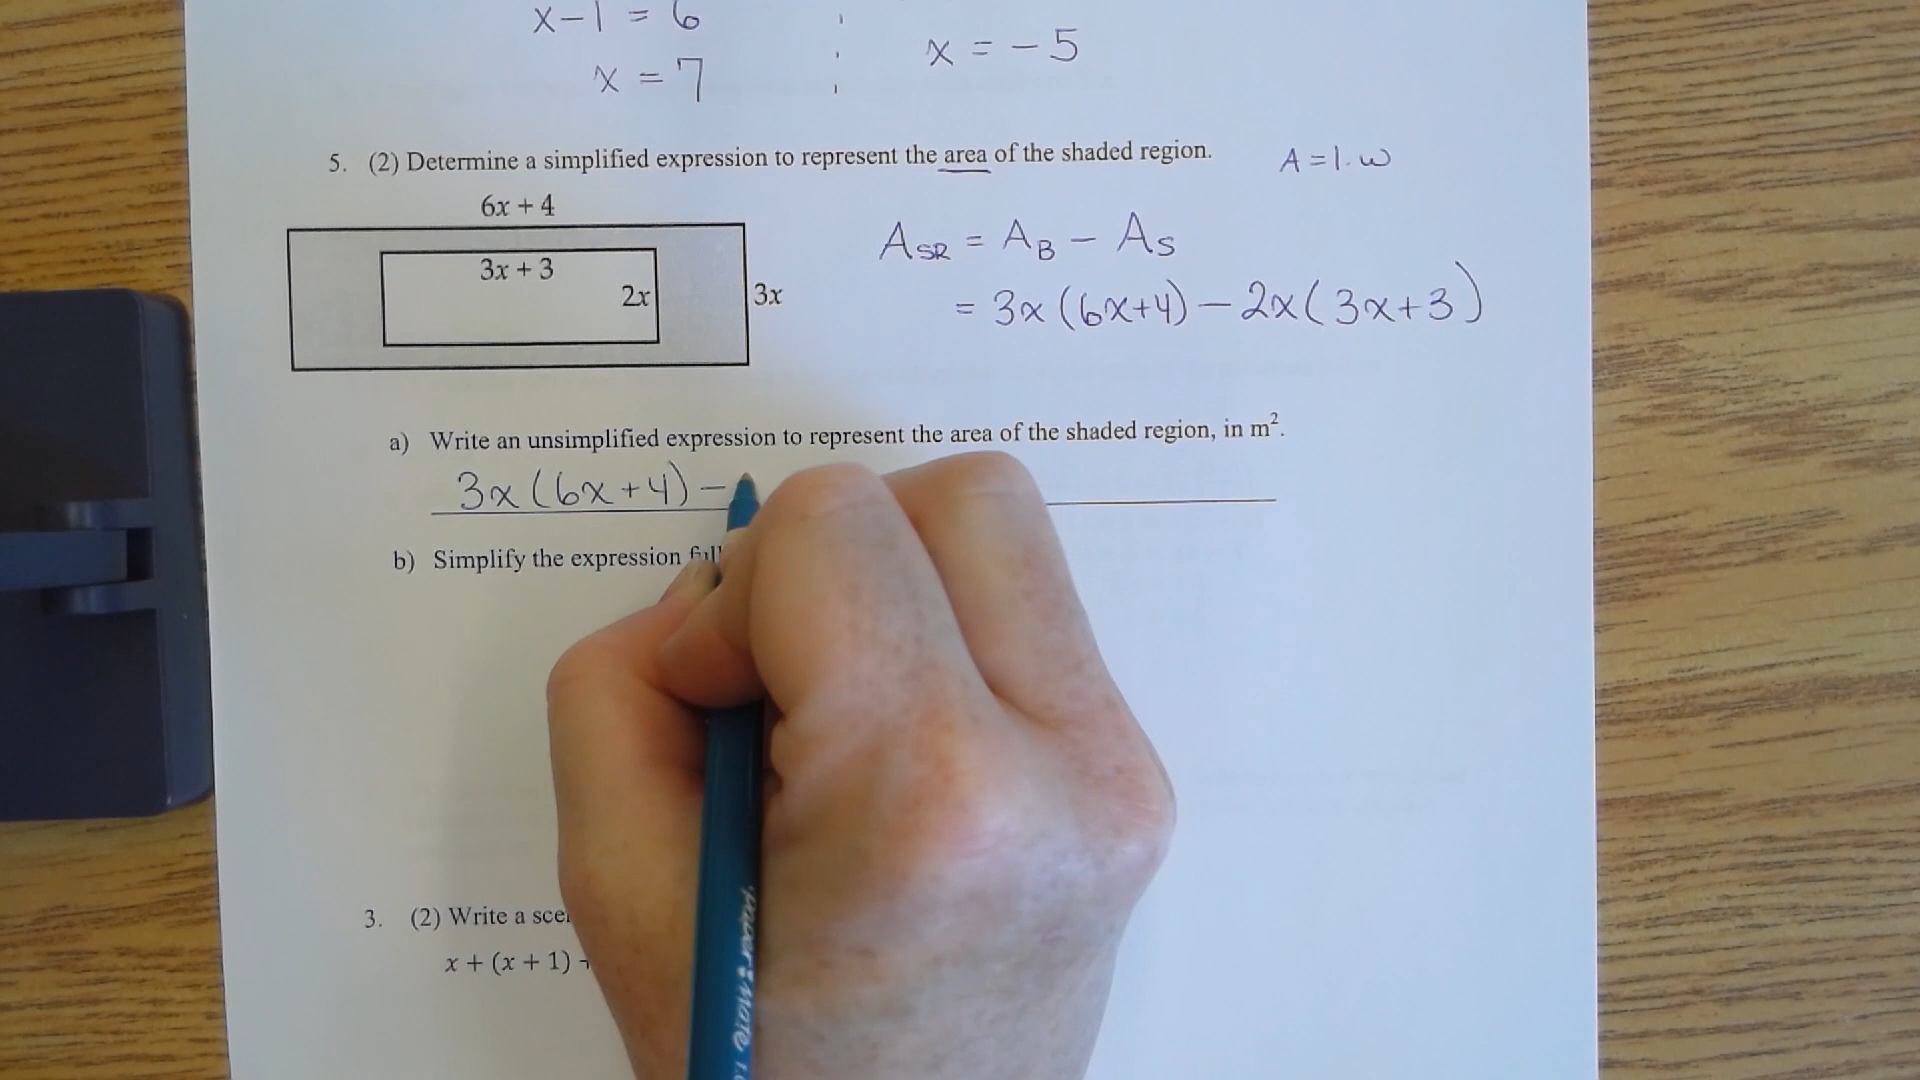 x-1 = 6
x = 7
x = -5
5. (2) Determine a simplified expression to represent the area of the shaded region.
A = l·w
6x + 4
3x + 3
2x
3x
A_SR = A_B - A_S
= 3x(6x+4) - 2x(3x+3)
a) Write an unsimplified expression to represent the area of the shaded region, in m².
3x(6x+4) -
b) Simplify the expression
3. (2) Write a
x + (x + 1)
Paper:Mate